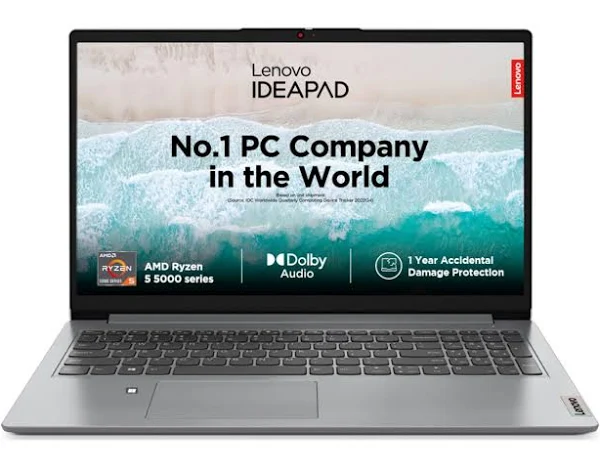 Lenovo
IDEAPAD
Lenovo
No.1 PC Company
in the World
AMD
RYZEN
5
AMD Ryzen
5 5000 series
Dolby
Audio
1 Year Accidental
Damage Protection
Lenovo